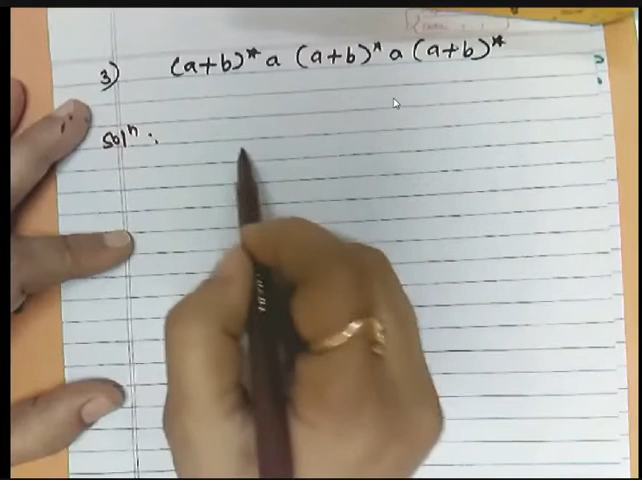 3) (a+b)* a (a+b)* a (a+b)*
Solⁿ :